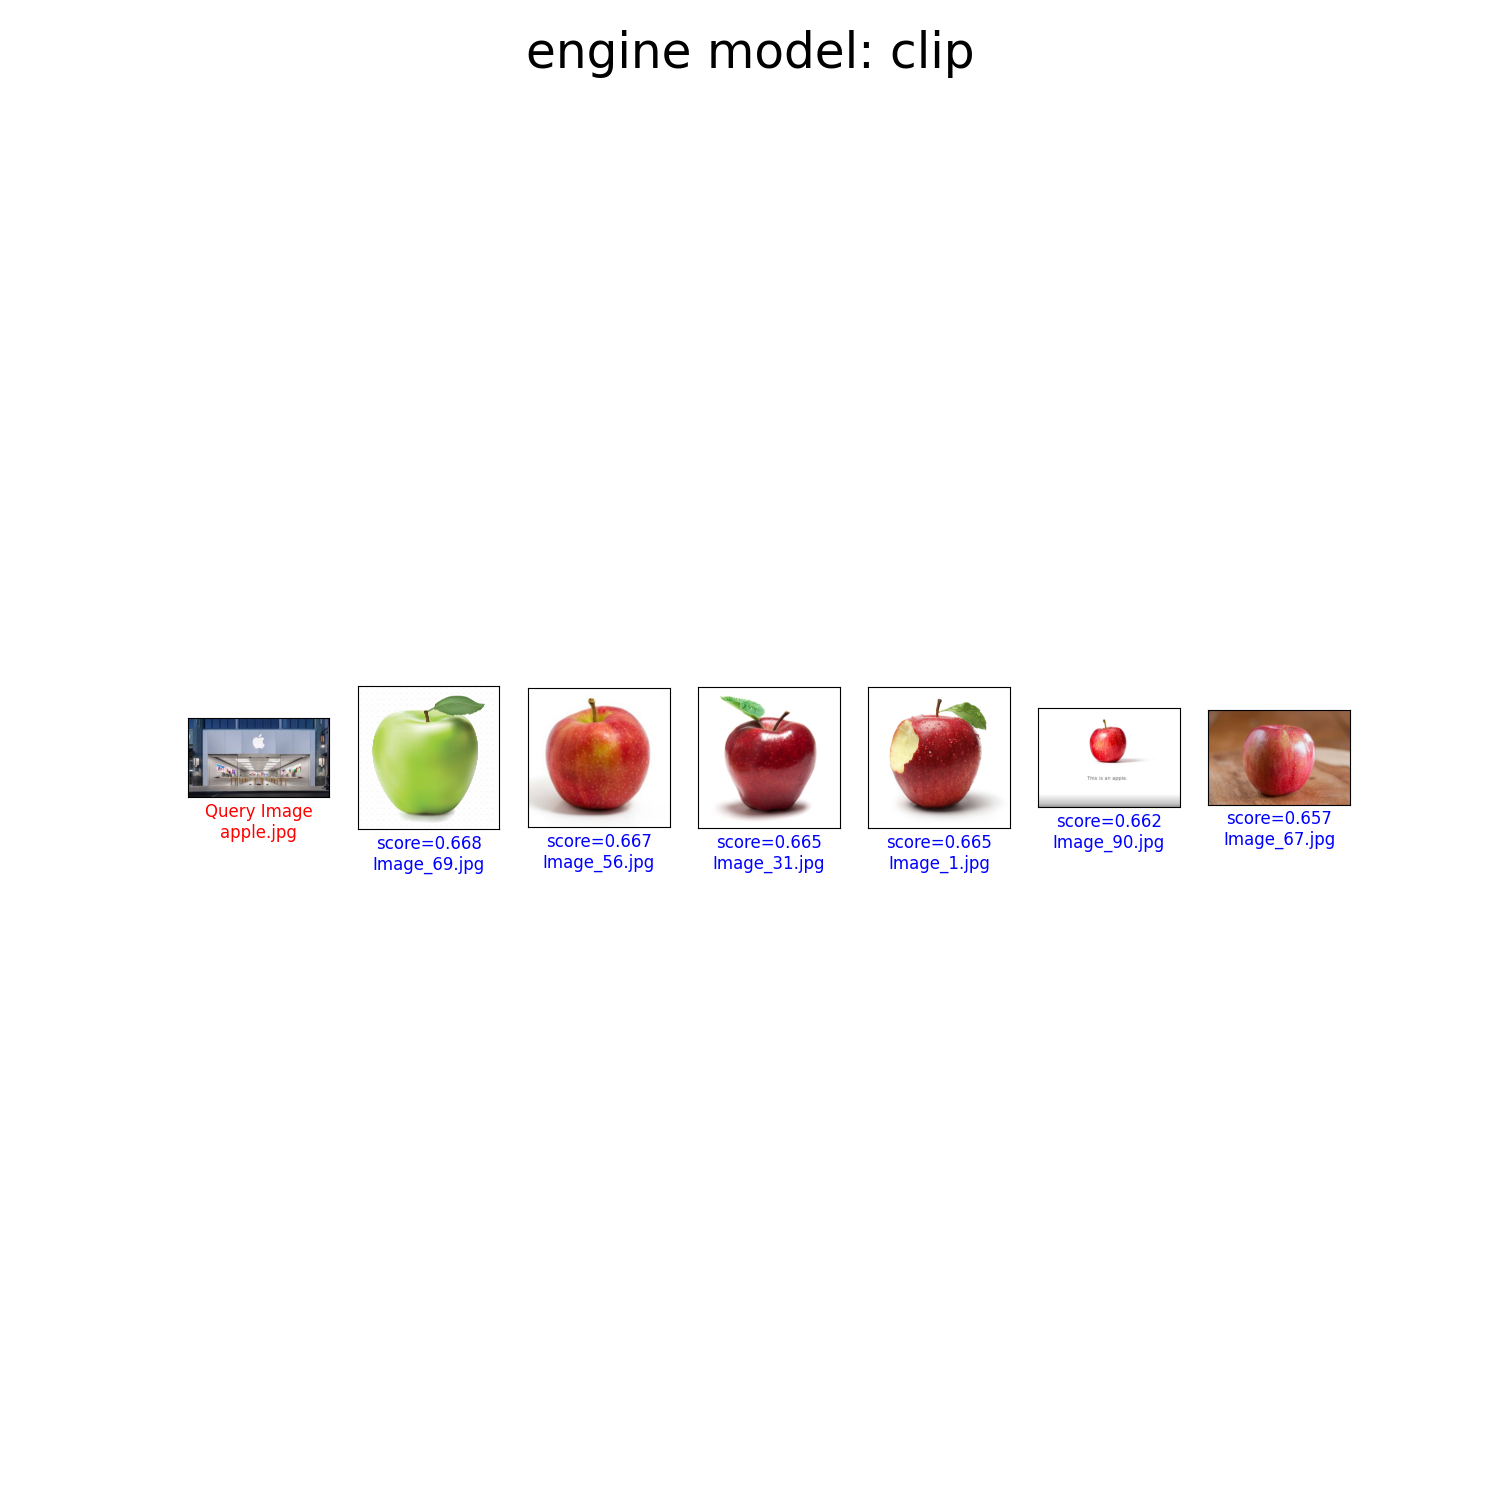 engine model: clip
Query Image
apple.jpg
score=0.668
Image_69.jpg
score=0.667
Image_56.jpg
score=0.665
Image_31.jpg
score=0.665
Image_1.jpg
This is an apple.
score=0.662
Image_90.jpg
score=0.657
Image_67.jpg